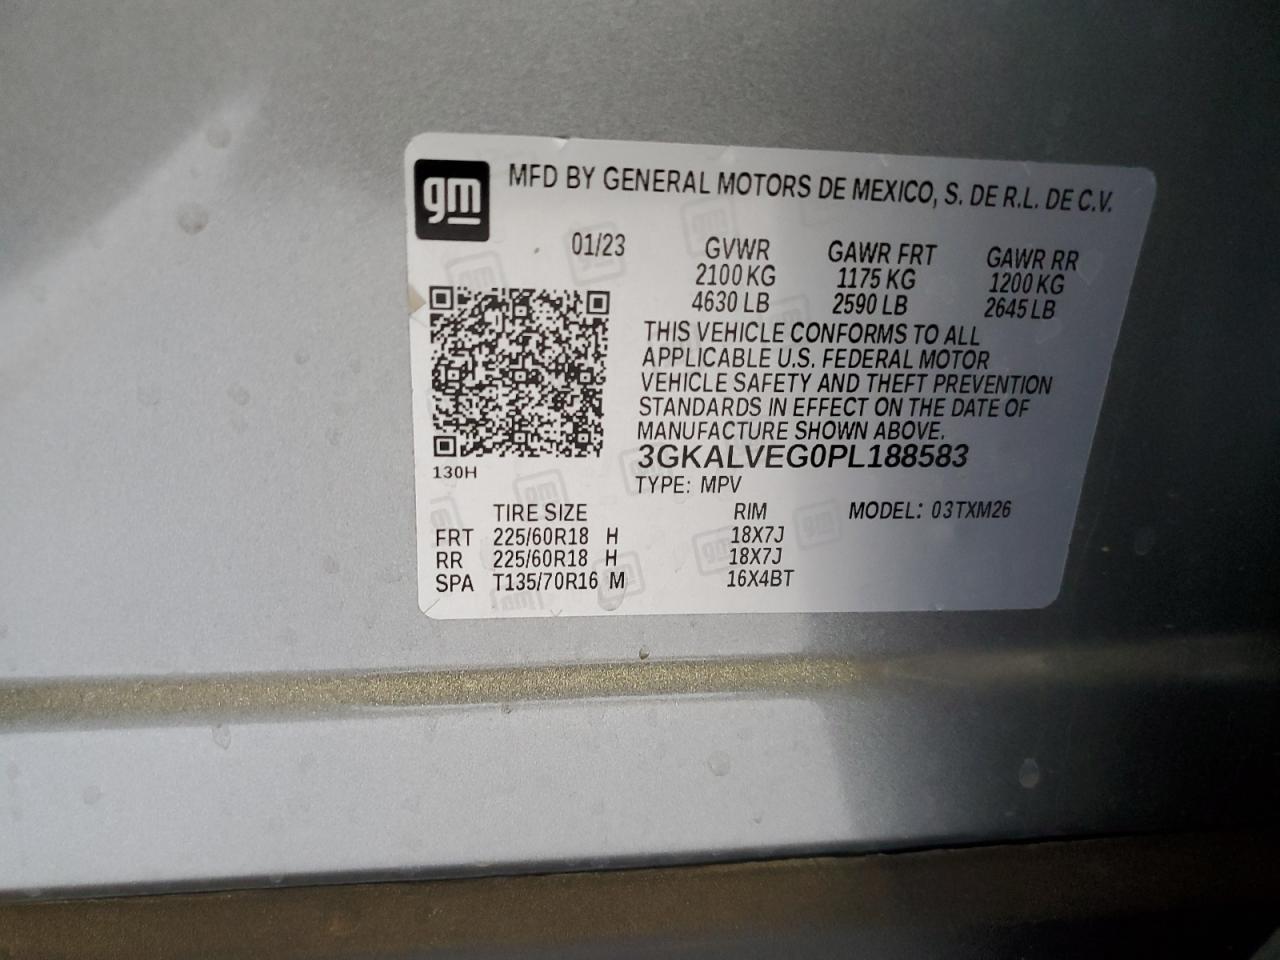 gm
MFD BY GENERAL MOTORS DE MEXICO, S. DE R.L. DE C.V.
01/23 GVWR GAWR FRT GAWR RR
2100 KG 1175 KG 1200 KG
4630 LB 2590 LB 2645 LB
THIS VEHICLE CONFORMS TO ALL
APPLICABLE U.S. FEDERAL MOTOR
VEHICLE SAFETY AND THEFT PREVENTION
STANDARDS IN EFFECT ON THE DATE OF
MANUFACTURE SHOWN ABOVE.
3GKALVEG0PL188583
130H
TYPE: MPV
TIRE SIZE RIM MODEL: 03TXM26
FRT 225/60R18 H 18X7J
RR 225/60R18 H 18X7J
SPA T135/70R16 M 16X4BT